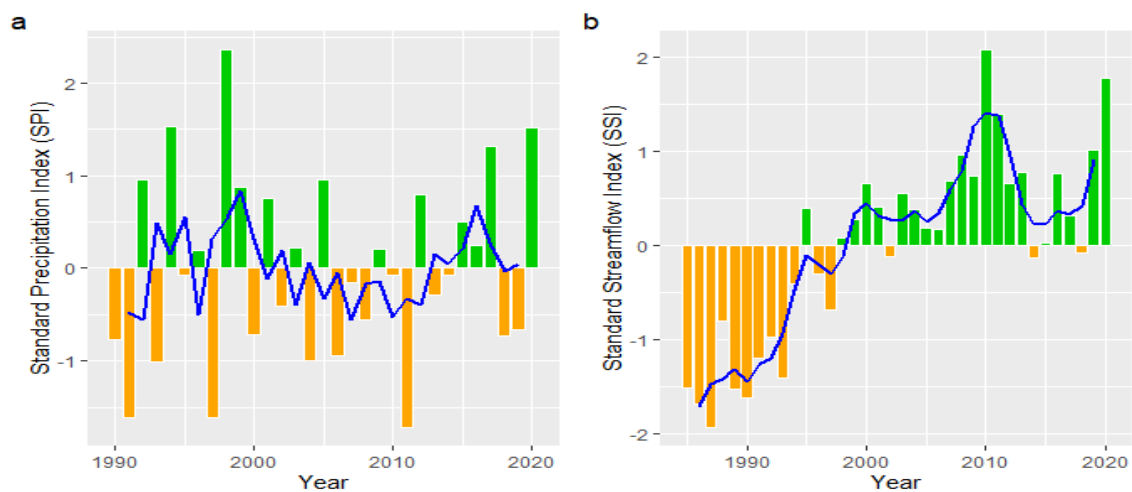 a
Standard Precipitation Index (SPI)
2
1
0
-1
1990
2000
2010
2020
Year
b
Standard Streamflow Index (SSI)
2
1
0
-1
-2
1990
2000
2010
2020
Year